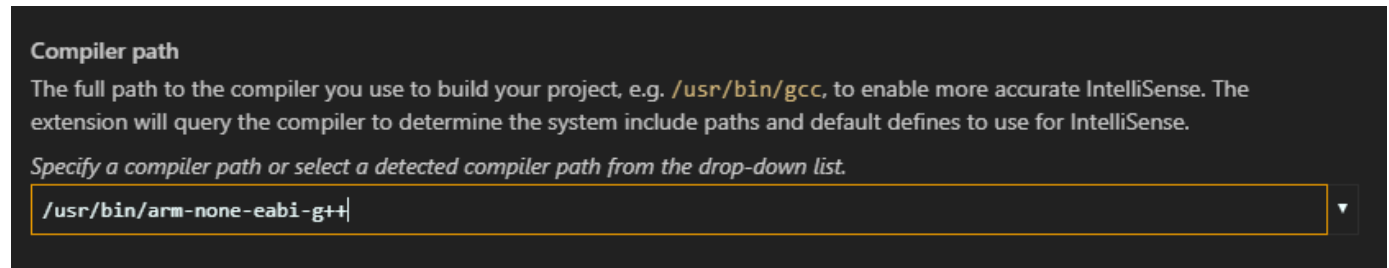 Compiler path
The full path to the compiler you use to build your project, e.g. /usr/bin/gcc, to enable more accurate IntelliSense. The
extension will query the compiler to determine the system include paths and default defines to use for IntelliSense.
Specify a compiler path or select a detected compiler path from the drop-down list.
/usr/bin/arm-none-eabi-g++